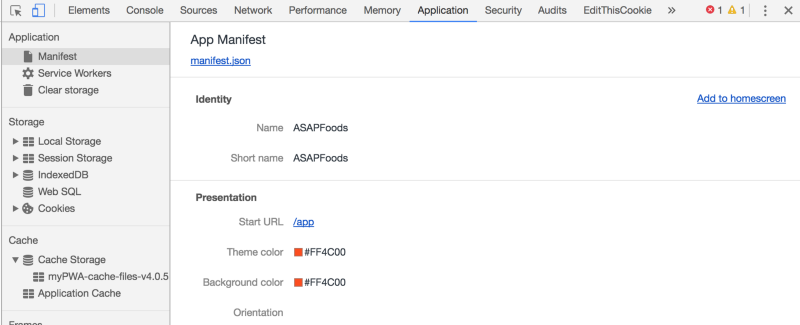 Elements Console Sources Network Performance Memory Application Security Audits EditThisCookie » 1 1
Application
Manifest
Service Workers
Clear storage
Storage
Local Storage
Session Storage
IndexedDB
Web SQL
Cookies
Cache
Cache Storage
myPWA-cache-files-v4.0.5
Application Cache
Frames
App Manifest
manifest.json
Identity Add to homescreen
Name ASAPFoods
Short name ASAPFoods
Presentation
Start URL /app
Theme color #FF4C00
Background color #FF4C00
Orientation